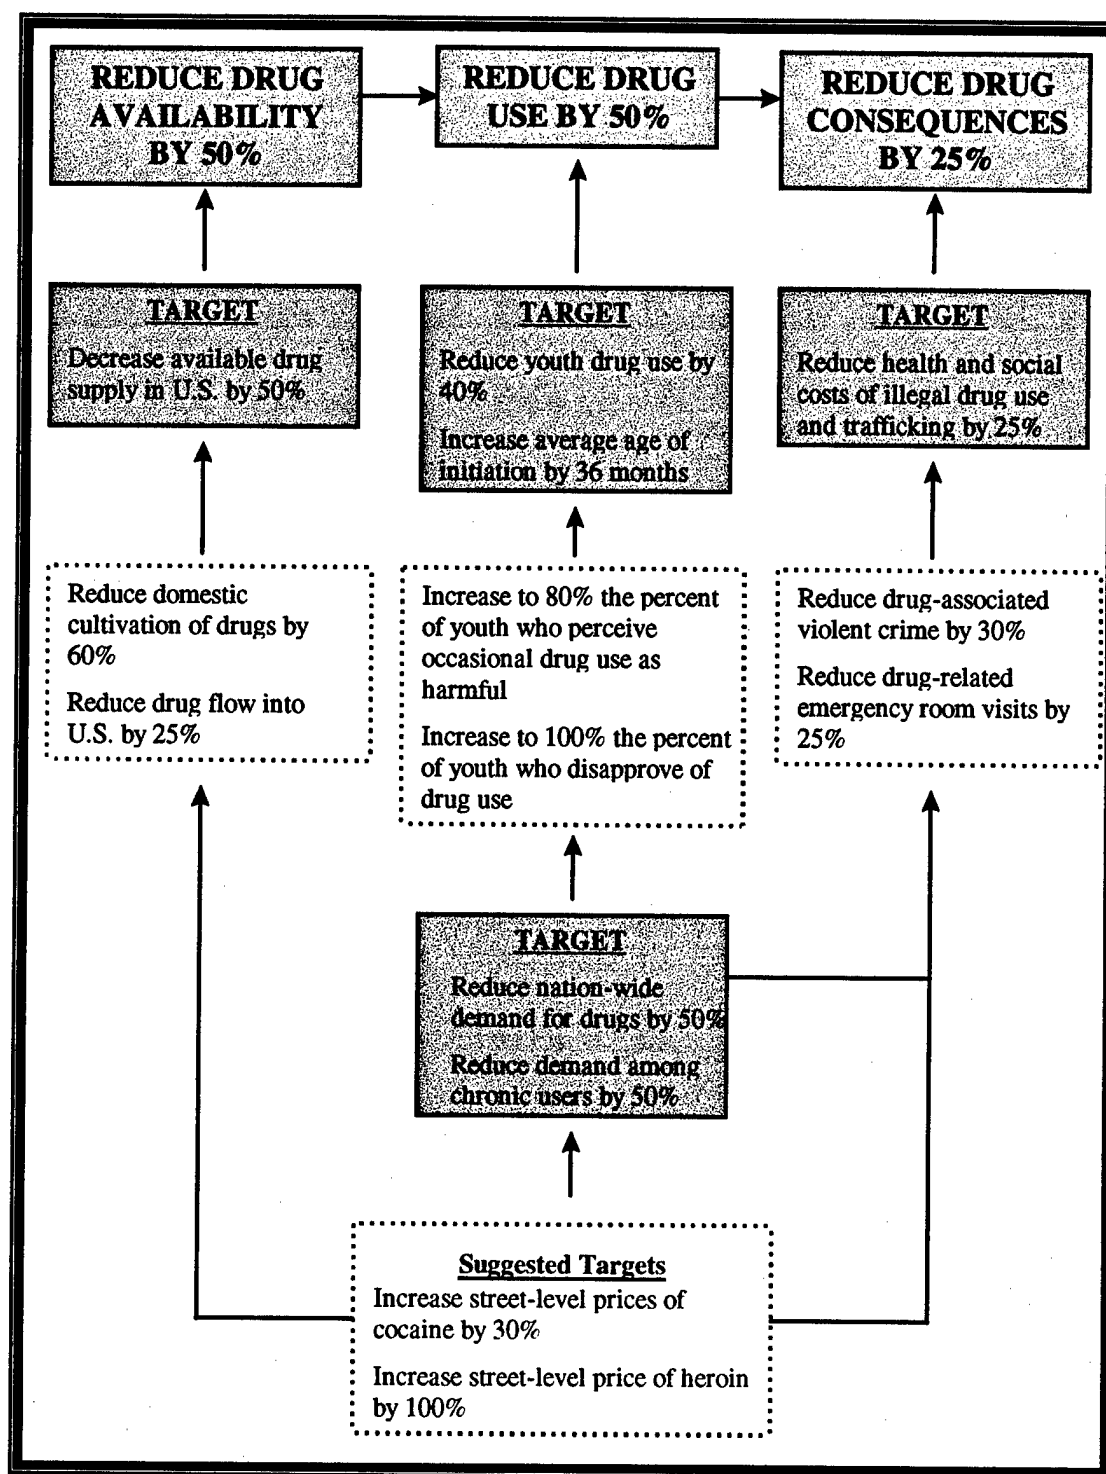 REDUCE DRUG
AVAILABILITY
BY 50%
REDUCE DRUG
USE BY 50%
REDUCE DRUG
CONSEQUENCES
BY 25%
TARGET
Decrease available drug
supply in U.S. by 50%
TARGET
Reduce youth drug use by
40%
Increase average age of
initiation by 36 months
TARGET
Reduce health and social
costs of illegal drug use
and trafficking by 25%
Reduce domestic
cultivation of drugs by
60%
Reduce drug flow into
U.S. by 25%
Increase to 80% the percent
of youth who perceive
occasional drug use as
harmful
Increase to 100% the percent
of youth who disapprove of
drug use
Reduce drug-associated
violent crime by 30%
Reduce drug-related
emergency room visits by
25%
TARGET
Reduce nation-wide
demand for drugs by 50%
Reduce demand among
chronic users by 50%
Suggested Targets
Increase street-level prices of
cocaine by 30%
Increase street-level price of heroin
by 100%